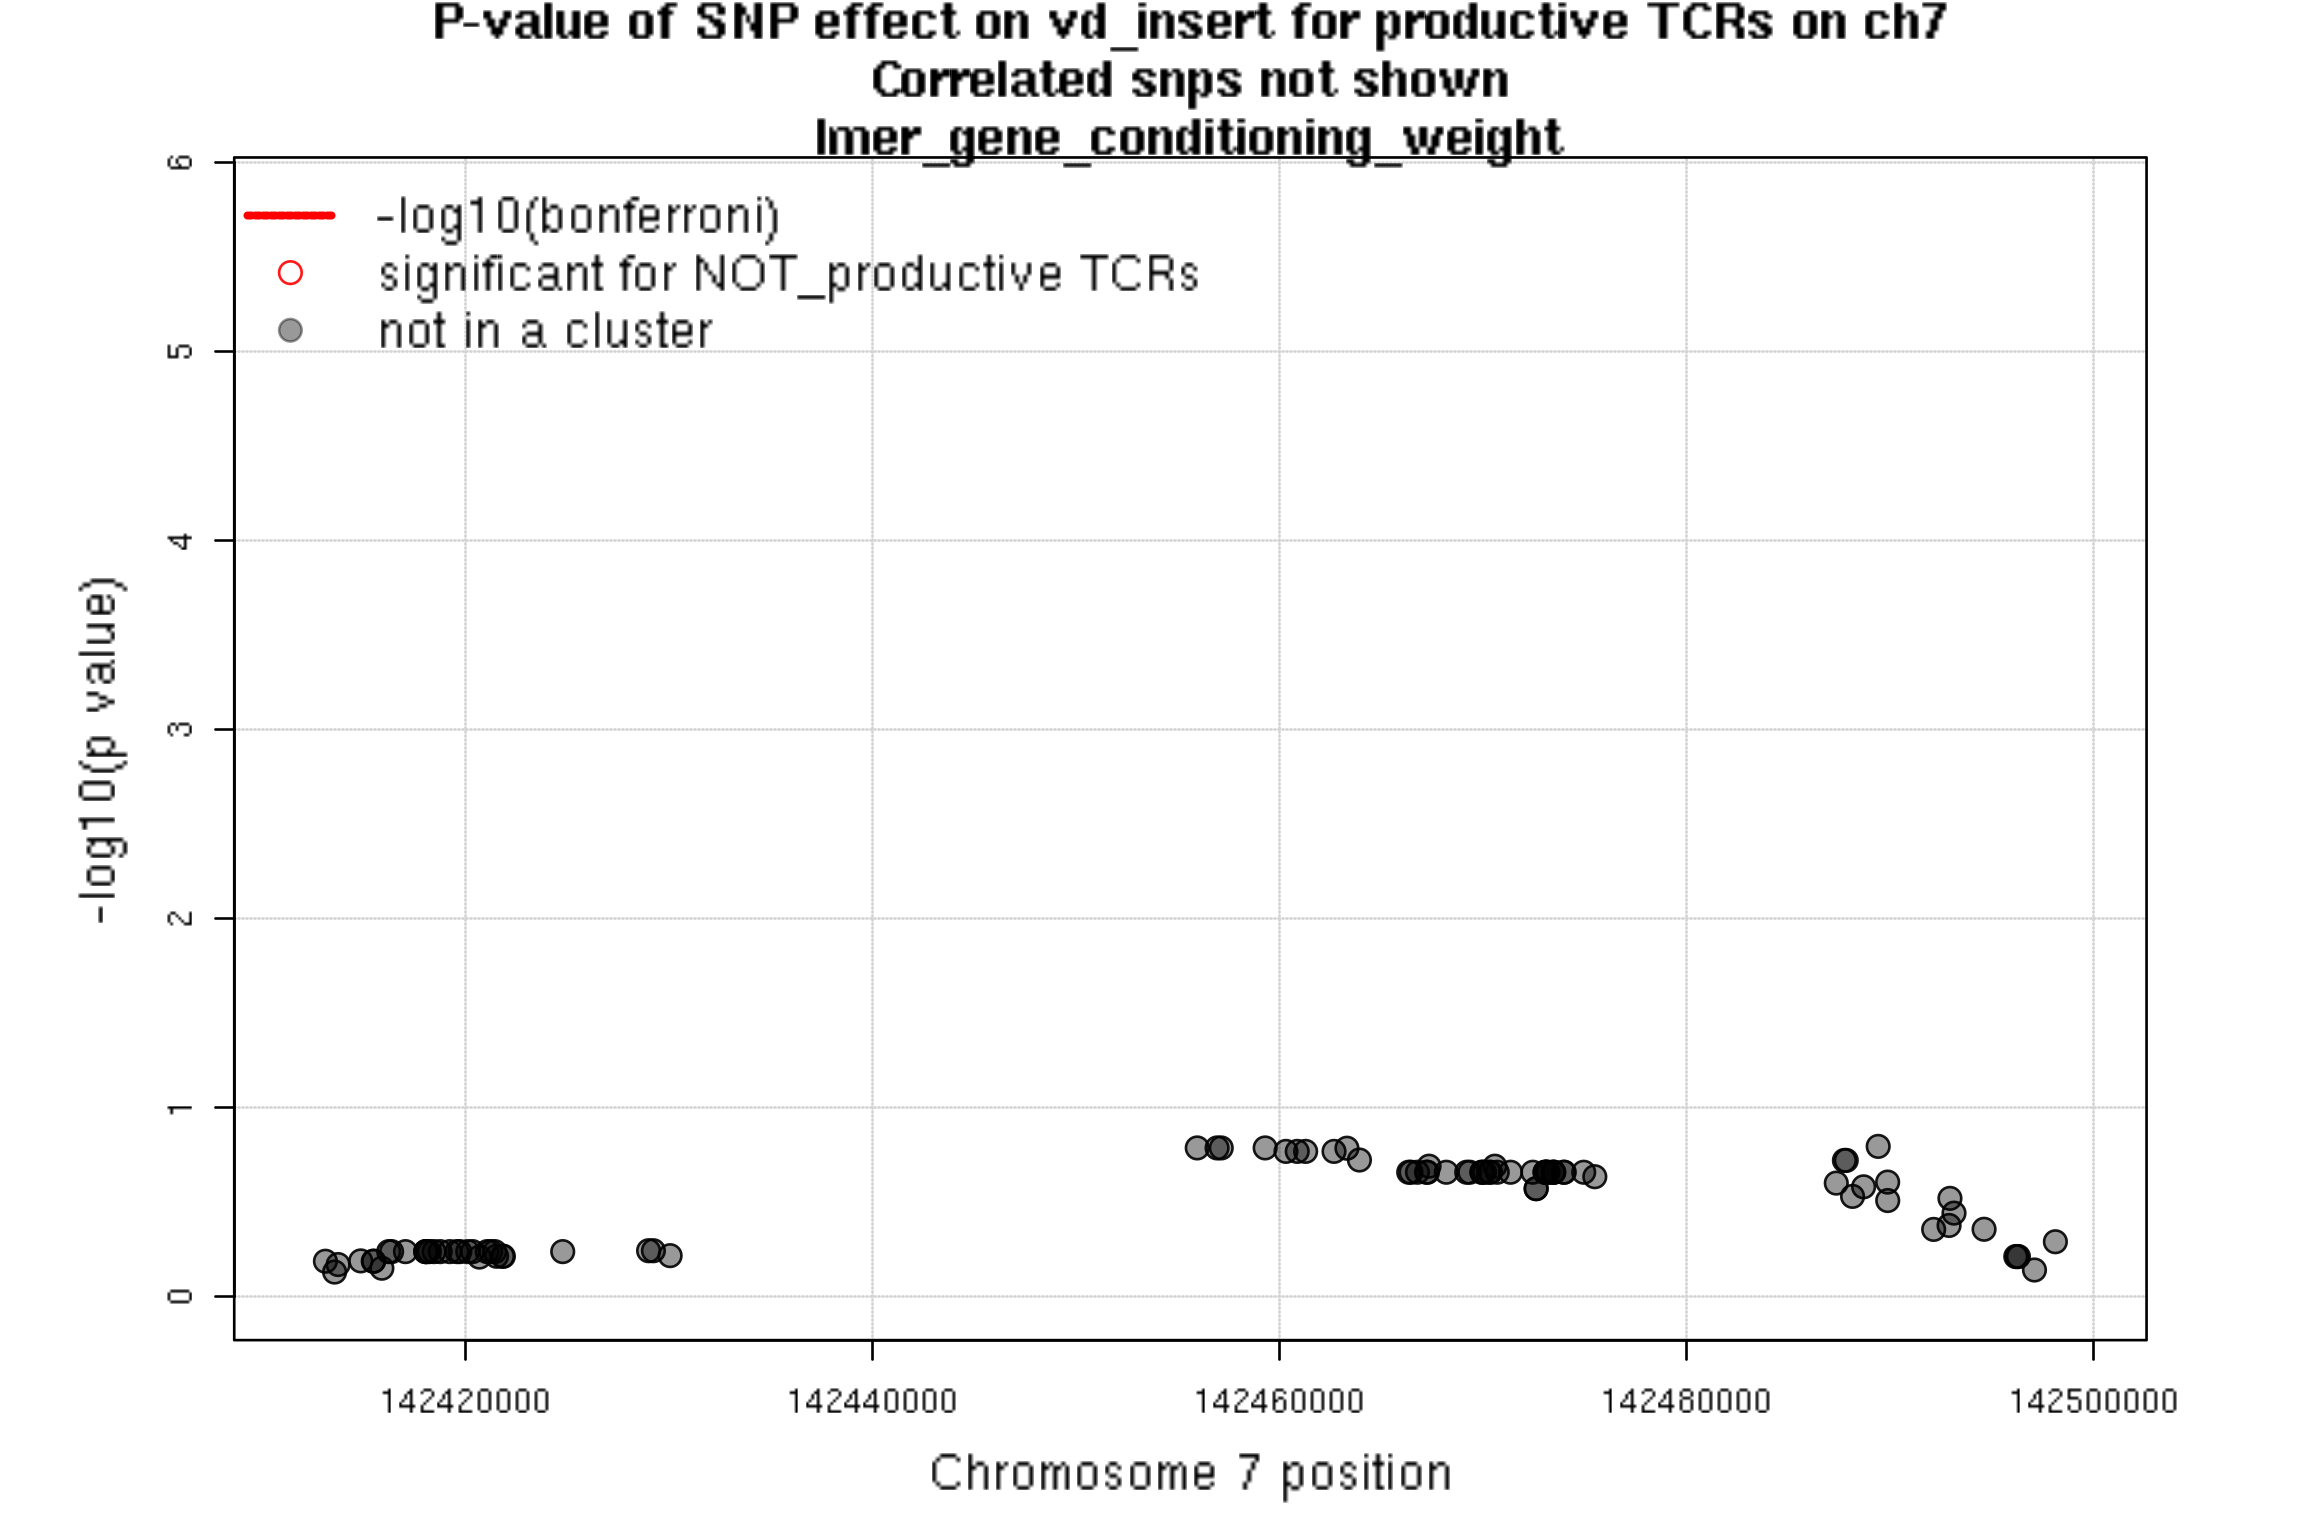 P-value of SNP effect on vd_insert for productive TCRs on ch7
Correlated snps not shown
lmer_gene_conditioning_weight
-log10(bonferroni)
significant for NOT_productive TCRs
not in a cluster
6
5
4
3
2
1
0
-log10(p value)
142420000 142440000 142460000 142480000 142500000
Chromosome 7 position